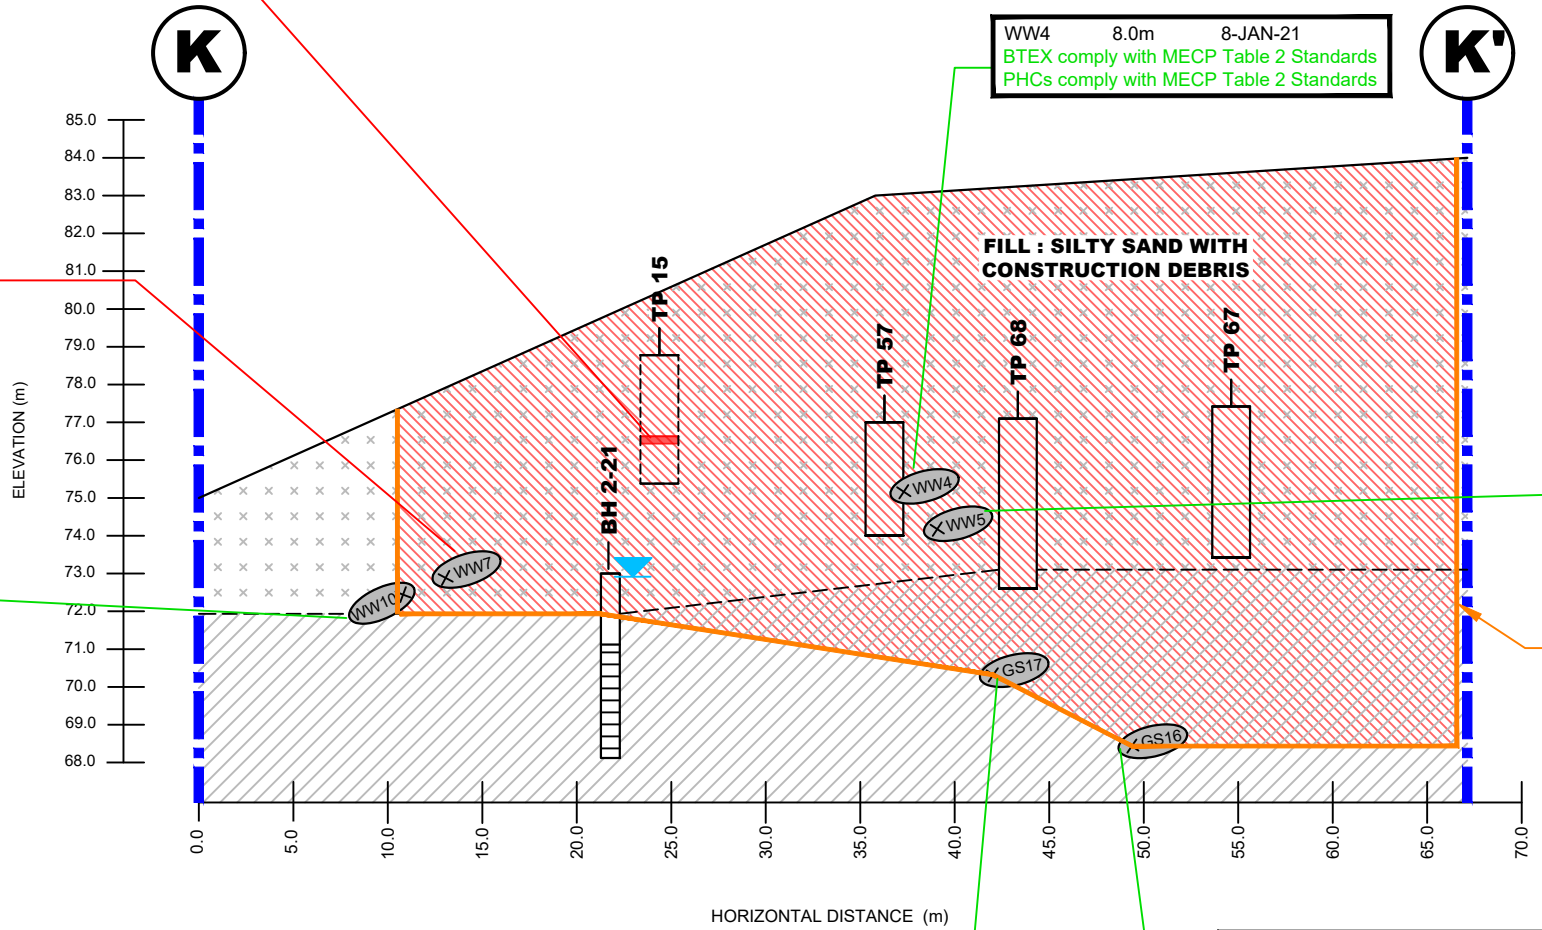 K
K'
WW4 8.0m 8-JAN-21
BTEX comply with MECP Table 2 Standards
PHCs comply with MECP Table 2 Standards
85.0
84.0
83.0
82.0
81.0
80.0
79.0
78.0
77.0
76.0
75.0
74.0
73.0
72.0
71.0
70.0
69.0
68.0
ELEVATION (m)
FILL : SILTY SAND WITH
CONSTRUCTION DEBRIS
TP 15
TP 57
TP 68
TP 67
BH 2-21
WW4
WW5
WW7
WW10
GS17
GS16
0.0
5.0
10.0
15.0
20.0
25.0
30.0
35.0
40.0
45.0
50.0
55.0
60.0
65.0
70.0
HORIZONTAL DISTANCE (m)